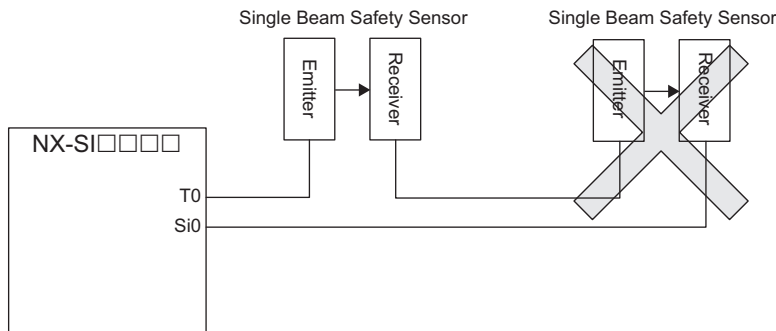 Single Beam Safety Sensor
Single Beam Safety Sensor
Emitter
Receiver
Emitter
Receiver
NX-SI□□□□
T0
Si0